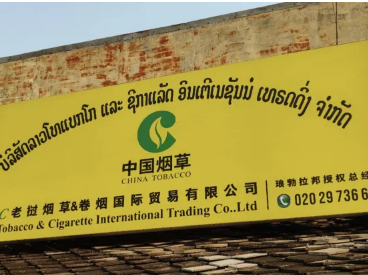 ບໍລິສັດລາວໂທແບກໂກ ແລະ ຊິກາແລັດ ອິນເຕີເນຊັນນໍ ເທຣດດິ້ງ ຈໍາກັດ
中国烟草
CHINA TOBACCO
老挝烟草&卷烟国际贸易有限公司
Tobacco & Cigarette International Trading Co.,Ltd
琅勃拉邦授权总经
020 29 736 6